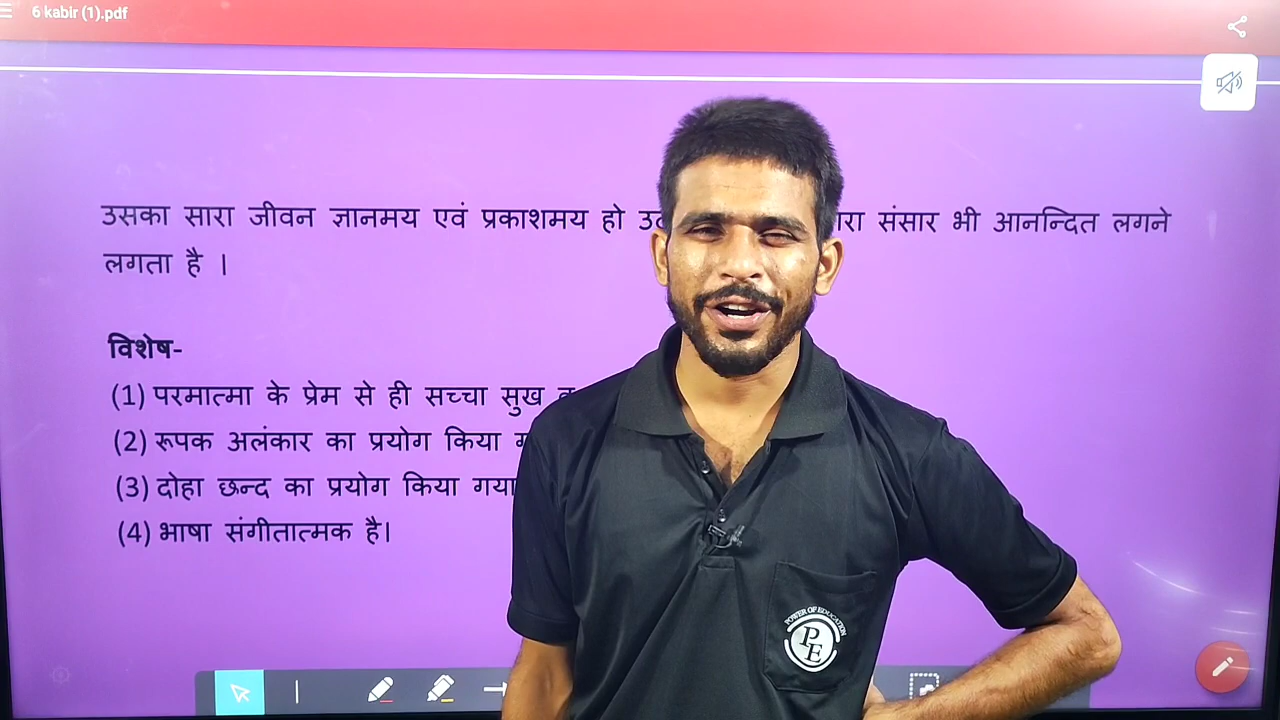 6 kabir (1).pdf
उसका सारा जीवन ज्ञानमय एवं प्रकाशमय हो संसार भी आनन्दित लगने
लगता है ।
विशेष-
(1) परमात्मा के प्रेम से ही सच्चा सुख
(2) रूपक अलंकार का प्रयोग किया
(3) दोहा छन्द का प्रयोग किया गया
(4) भाषा संगीतात्मक है।
POWER OF EDUCATION
PE